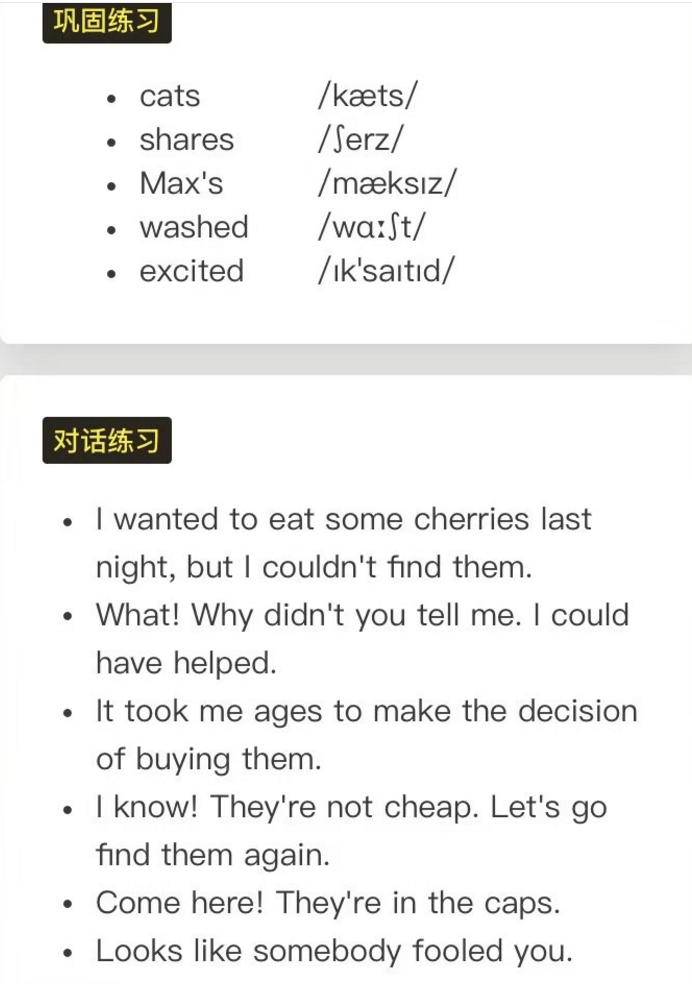 巩固练习
• cats /kæts/
• shares /ʃerz/
• Max's /mæksɪz/
• washed /wɑːʃt/
• excited /ɪk'saɪtɪd/
对话练习
• I wanted to eat some cherries last
night, but I couldn't find them.
• What! Why didn't you tell me. I could
have helped.
• It took me ages to make the decision
of buying them.
• I know! They're not cheap. Let's go
find them again.
• Come here! They're in the caps.
• Looks like somebody fooled you.